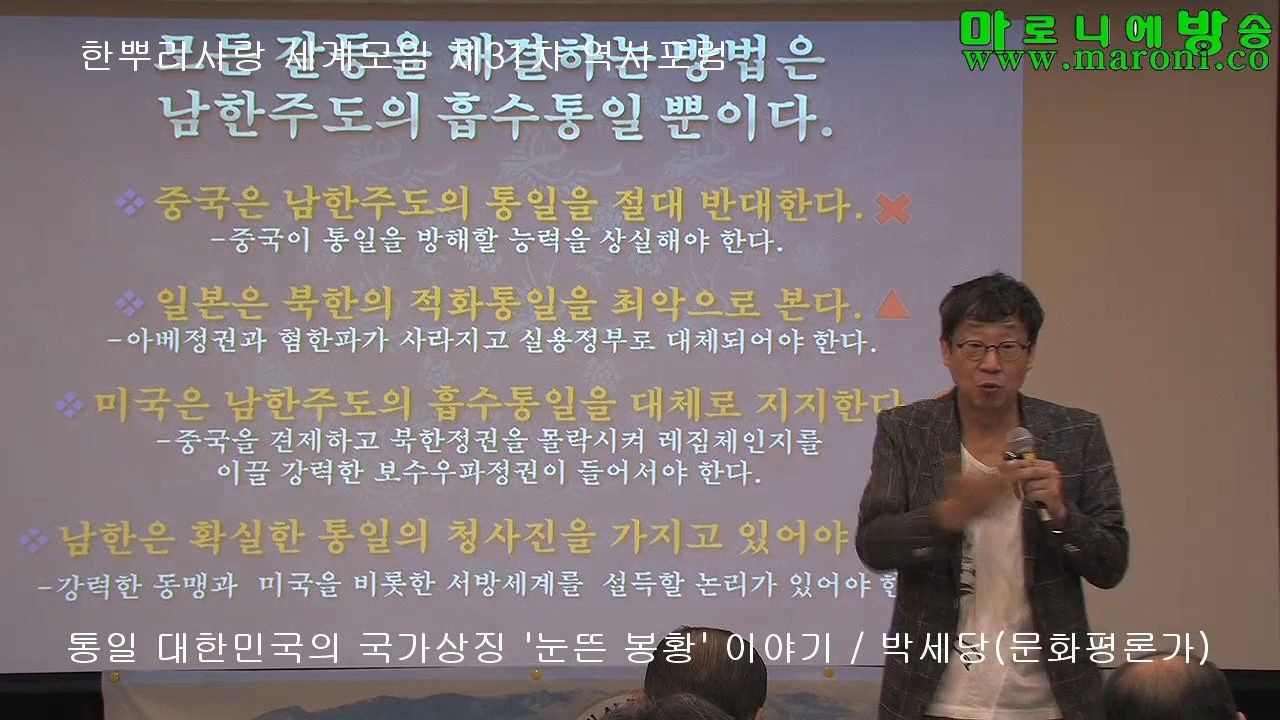 마로니에방송
www.maroni.co
한뿌리사랑 세계모임 제37차 역사포럼
모든 갈등을 해결하는 방법은
남한주도의 흡수통일 뿐이다.
중국은 남한주도의 통일을 절대 반대한다.
-중국이 통일을 방해할 능력을 상실해야 한다.
일본은 북한의 적화통일을 최악으로 본다.
-아베정권과 혐한파가 사라지고 실용정부로 대체되어야 한다.
미국은 남한주도의 흡수통일을 대체로 지지한다
-중국을 견제하고 북한정권을 몰락시켜 레짐체인지를
이끌 강력한 보수우파정권이 들어서야 한다.
남한은 확실한 통일의 청사진을 가지고 있어야
-강력한 동맹과 미국을 비롯한 서방세계를 설득할 논리가 있어야
통일 대한민국의 국가상징 '눈뜬 봉황' 이야기 / 박세당(문화평론가)